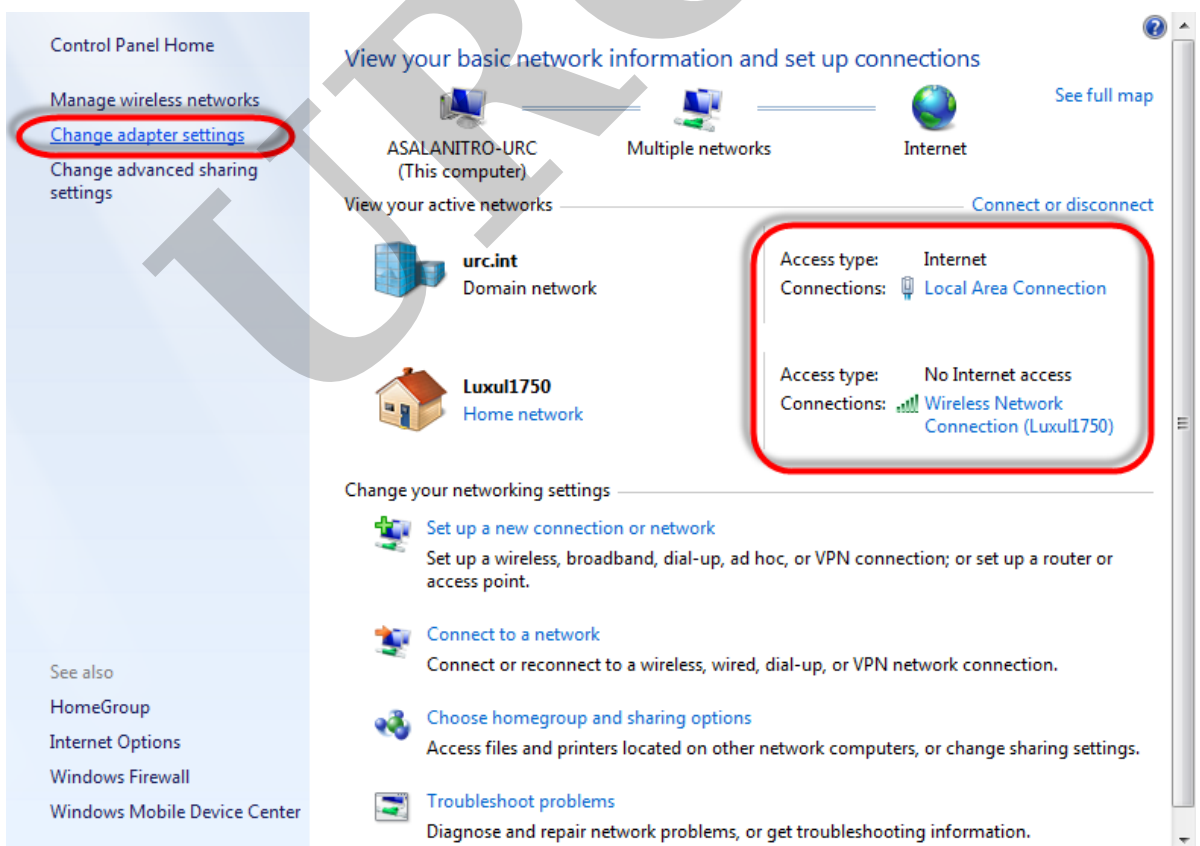 Control Panel Home
Manage wireless networks
Change adapter settings
Change advanced sharing
settings
See also
HomeGroup
Internet Options
Windows Firewall
Windows Mobile Device Center
View your basic network information and set up connections
See full map
ASALANITRO-URC
(This computer)
Multiple networks
Internet
View your active networks
Connect or disconnect
urc.int
Domain network
Access type: Internet
Connections: Local Area Connection
Luxul1750
Home network
Access type: No Internet access
Connections: Wireless Network
Connection (Luxul1750)
Change your networking settings
Set up a new connection or network
Set up a wireless, broadband, dial-up, ad hoc, or VPN connection; or set up a router or
access point.
Connect to a network
Connect or reconnect to a wireless, wired, dial-up, or VPN network connection.
Choose homegroup and sharing options
Access files and printers located on other network computers, or change sharing settings.
Troubleshoot problems
Diagnose and repair network problems, or get troubleshooting information.